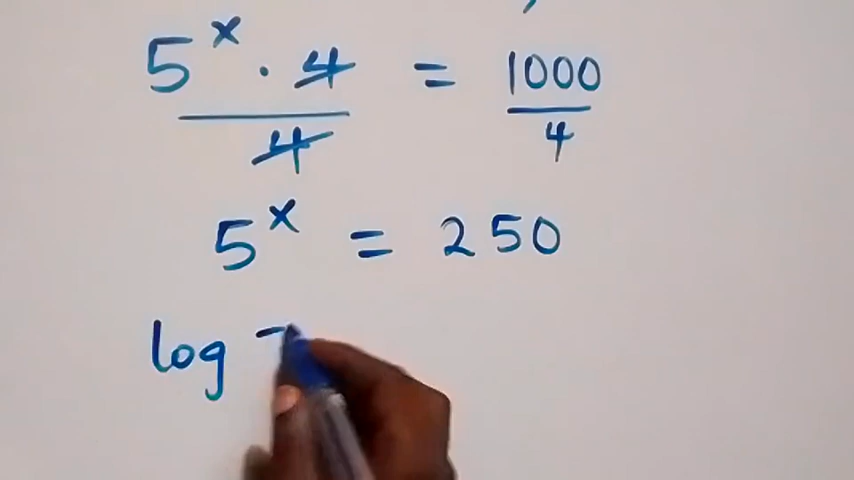 5^x · 4 / 4 = 1000 / 4
5^x = 250
log